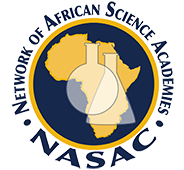 • NETWORK OF AFRICAN SCIENCE ACADEMIES •
NASAC